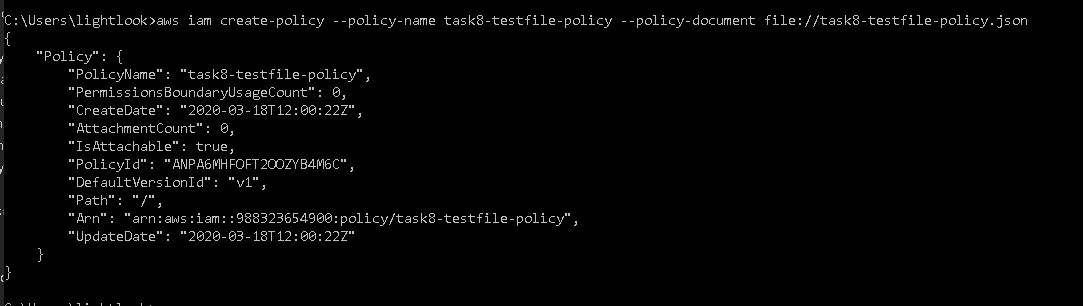 C:\Users\lightlook>aws iam create-policy --policy-name task8-testfile-policy --policy-document file://task8-testfile-policy.json
{
    "Policy": {
        "PolicyName": "task8-testfile-policy",
        "PermissionsBoundaryUsageCount": 0,
        "CreateDate": "2020-03-18T12:00:22Z",
        "AttachmentCount": 0,
        "IsAttachable": true,
        "PolicyId": "ANPA6MHFOFT2OOZYB4M6C",
        "DefaultVersionId": "v1",
        "Path": "/",
        "Arn": "arn:aws:iam::988323654900:policy/task8-testfile-policy",
        "UpdateDate": "2020-03-18T12:00:22Z"
    }
}
C:\Users\lightlook>